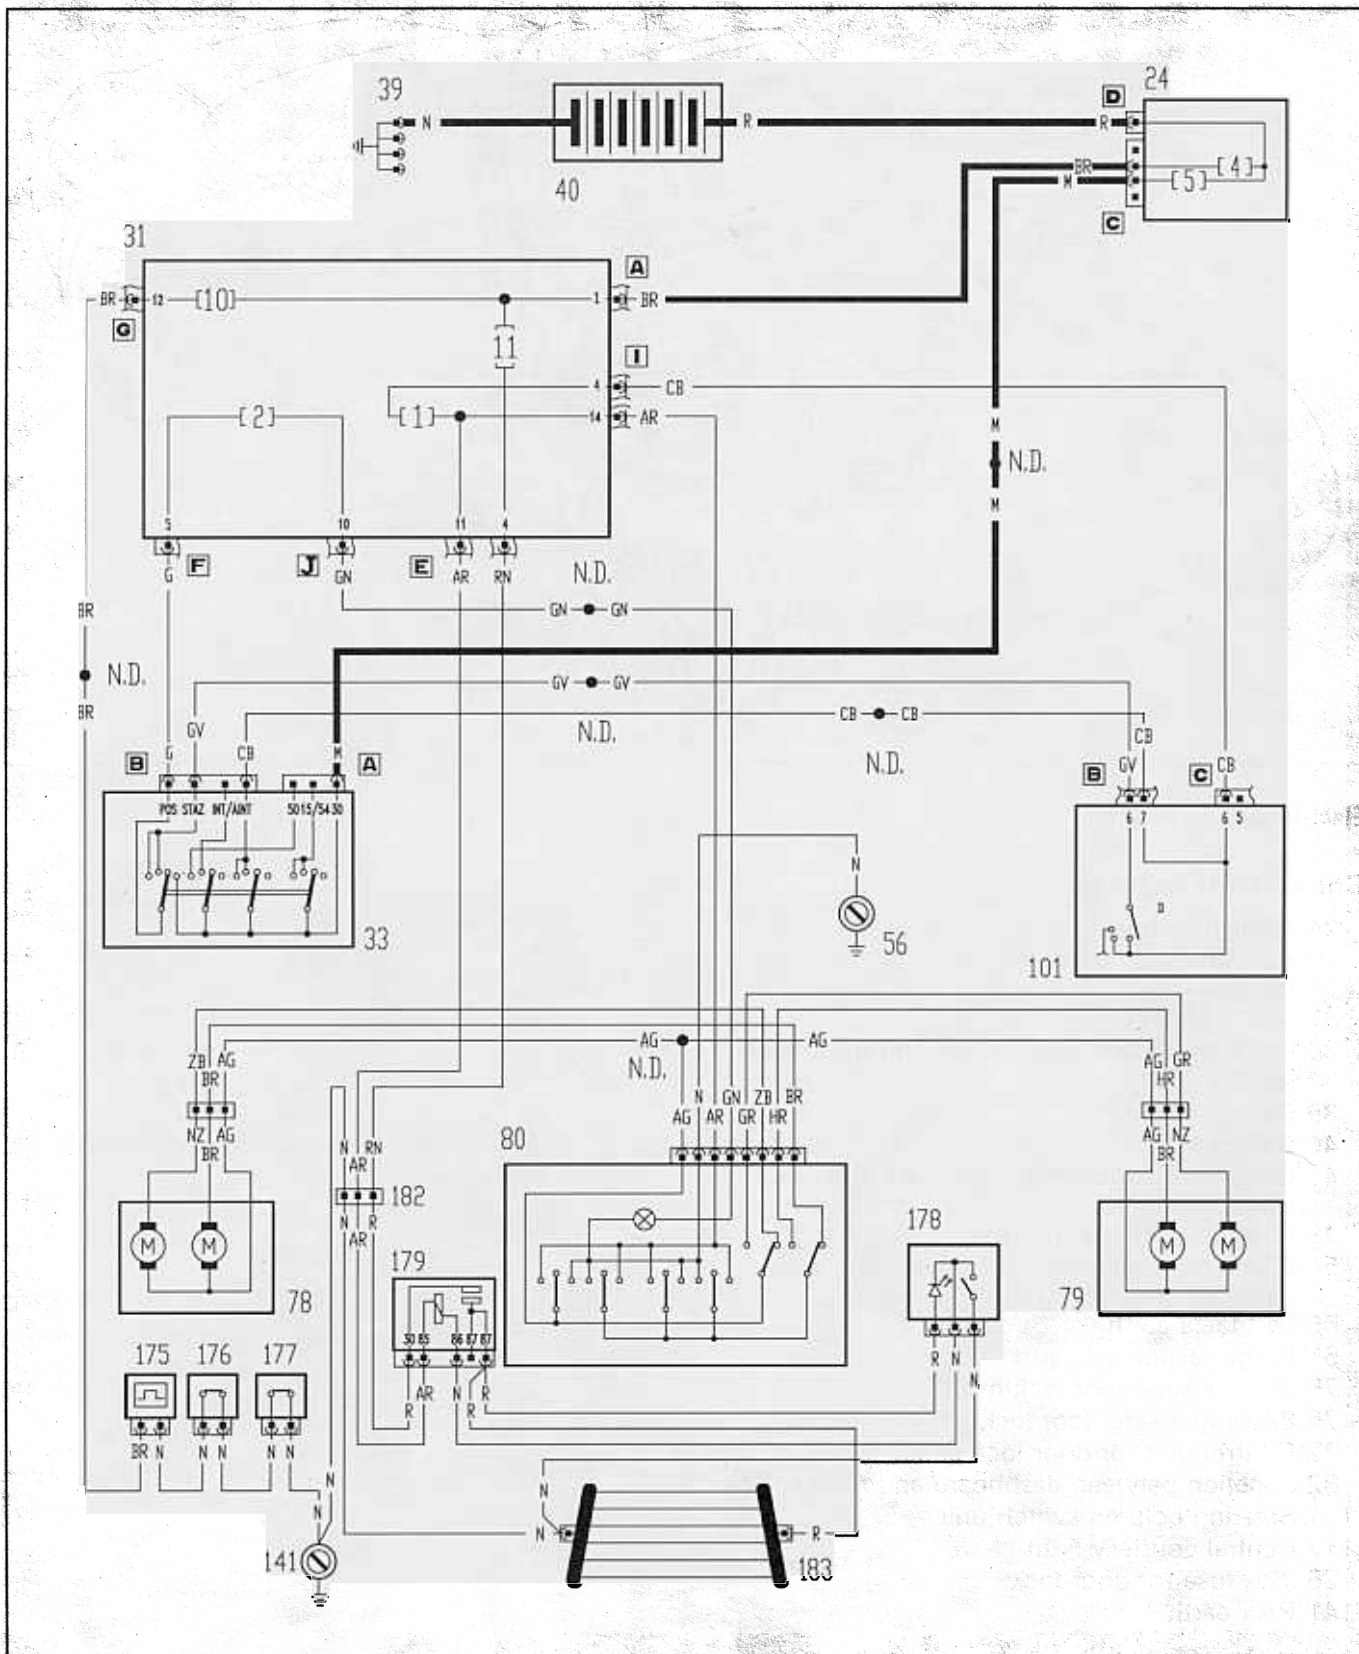 39
24
D
N
R
R
BR
[4]
M
[5]
40
C
31
A
BR
12
[10]
1
BR
G
11
I
4
CB
[2]
[1]
14
AR
M
N.D.
M
5
10
11
4
F
J
E
G
GN
AR
RN
N.D.
BR
GN
GN
N.D.
GV
GV
BR
CB
CB
GV
N.D.
CB
G
CB
M
N.D.
B
A
B
GV
C
CB
POS STAZ INT/AINT 50 15/54 30
6 7
6 5
N
D
33
56
101
AG
AG
ZB
AG
N.D.
AG
GR
BR
HR
N
GN
ZB
BR
AG
AR
GR
HR
NZ
AG
80
N
RN
AG
NZ
BR
AR
BR
182
N
R
178
AR
M
M
179
M
M
78
79
30 85 86 87 87
175
176
177
R
N
N
AR
N
R
R
R
BR N
N N
N N
N
N
N
N
R
141
183